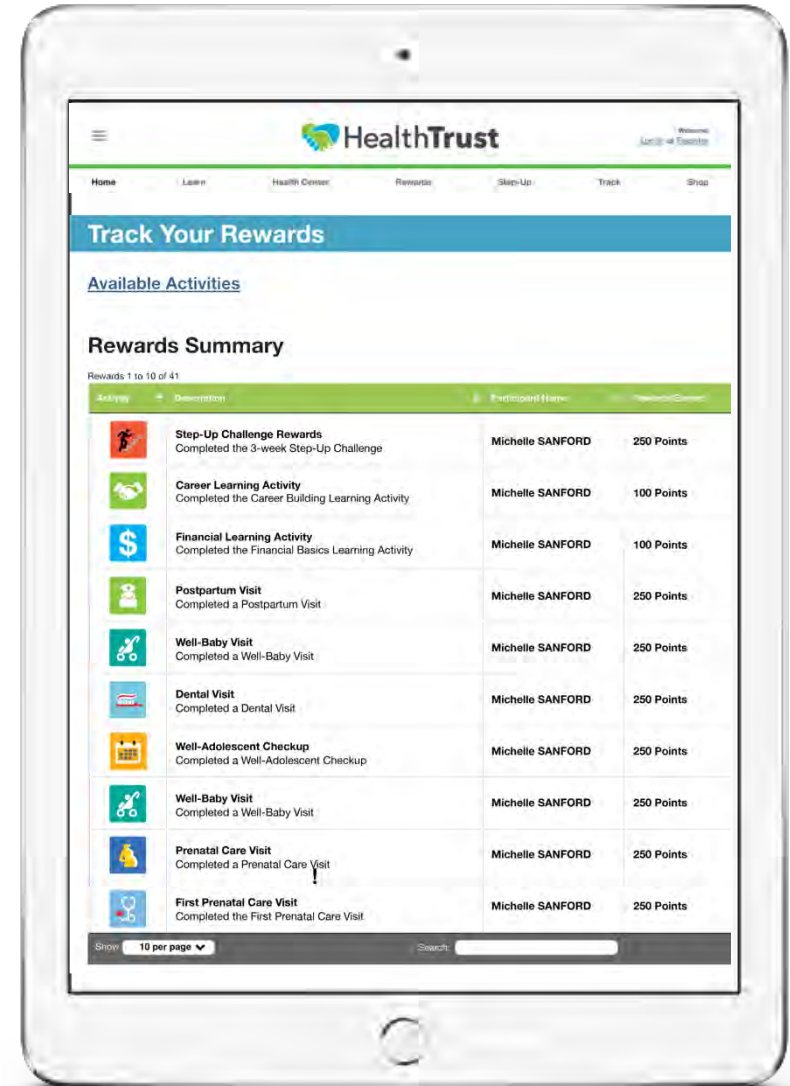 HealthTrust
Welcome!
Log In or Register
Home Learn Health Center Rewards Step-Up Track Shop
Track Your Rewards
Available Activities
Rewards Summary
Rewards 1 to 10 of 41
Activity Description Participant Name Rewards Earned
Step-Up Challenge Rewards
Completed the 3-week Step-Up Challenge
Michelle SANFORD 250 Points
Career Learning Activity
Completed the Career Building Learning Activity
Michelle SANFORD 100 Points
Financial Learning Activity
Completed the Financial Basics Learning Activity
Michelle SANFORD 100 Points
Postpartum Visit
Completed a Postpartum Visit
Michelle SANFORD 250 Points
Well-Baby Visit
Completed a Well-Baby Visit
Michelle SANFORD 250 Points
Dental Visit
Completed a Dental Visit
Michelle SANFORD 250 Points
Well-Adolescent Checkup
Completed a Well-Adolescent Checkup
Michelle SANFORD 250 Points
Well-Baby Visit
Completed a Well-Baby Visit
Michelle SANFORD 250 Points
Prenatal Care Visit
Completed a Prenatal Care Visit
!
Michelle SANFORD 250 Points
First Prenatal Care Visit
Completed the First Prenatal Care Visit
Michelle SANFORD 250 Points
Show 10 per page Search: